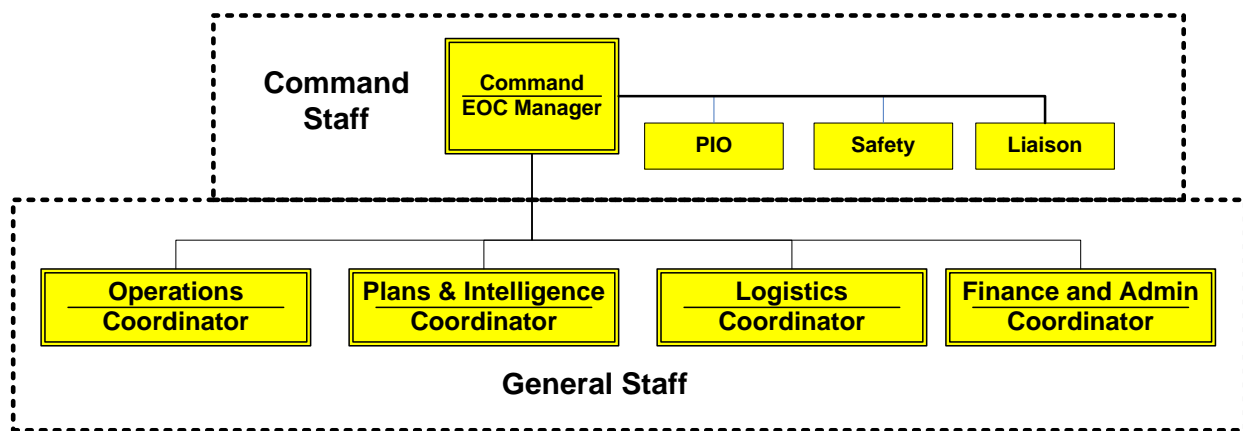 Command
Staff
Command
EOC Manager
PIO
Safety
Liaison
Operations
Coordinator
Plans & Intelligence
Coordinator
Logistics
Coordinator
Finance and Admin
Coordinator
General Staff